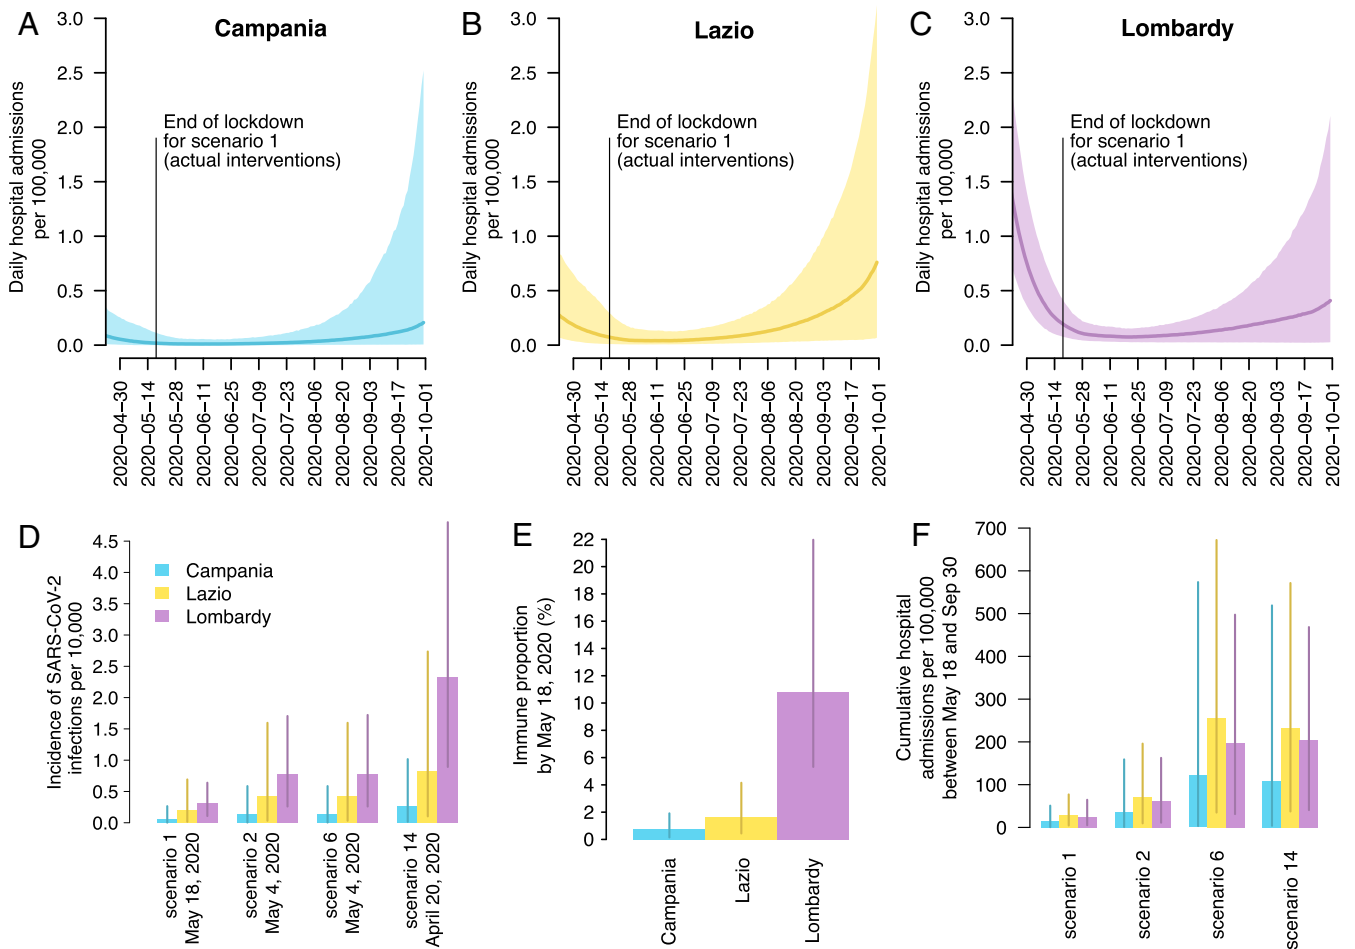 A
Campania
Daily hospital admissions
per 100,000
3.0
2.5
2.0
1.5
1.0
0.5
0.0
End of lockdown
for scenario 1
(actual interventions)
2020−04−30
2020−05−14
2020−05−28
2020−06−11
2020−06−25
2020−07−09
2020−07−23
2020−08−06
2020−08−20
2020−09−03
2020−09−17
2020−10−01
B
Lazio
Daily hospital admissions
per 100,000
3.0
2.5
2.0
1.5
1.0
0.5
0.0
End of lockdown
for scenario 1
(actual interventions)
2020−04−30
2020−05−14
2020−05−28
2020−06−11
2020−06−25
2020−07−09
2020−07−23
2020−08−06
2020−08−20
2020−09−03
2020−09−17
2020−10−01
C
Lombardy
Daily hospital admissions
per 100,000
3.0
2.5
2.0
1.5
1.0
0.5
0.0
End of lockdown
for scenario 1
(actual interventions)
2020−04−30
2020−05−14
2020−05−28
2020−06−11
2020−06−25
2020−07−09
2020−07−23
2020−08−06
2020−08−20
2020−09−03
2020−09−17
2020−10−01
D
Incidence of SARS-CoV-2
infections per 10,000
4.5
4.0
3.5
3.0
2.5
2.0
1.5
1.0
0.5
0.0
Campania
Lazio
Lombardy
scenario 1
May 18, 2020
scenario 2
May 4, 2020
scenario 6
May 4, 2020
scenario 14
April 20, 2020
E
Immune proportion
by May 18, 2020 (%)
22
20
18
16
14
12
10
8
6
4
2
0
Campania
Lazio
Lombardy
F
Cumulative hospital
admissions per 100,000
between May 18 and Sep 30
700
600
500
400
300
200
100
0
scenario 1
scenario 2
scenario 6
scenario 14